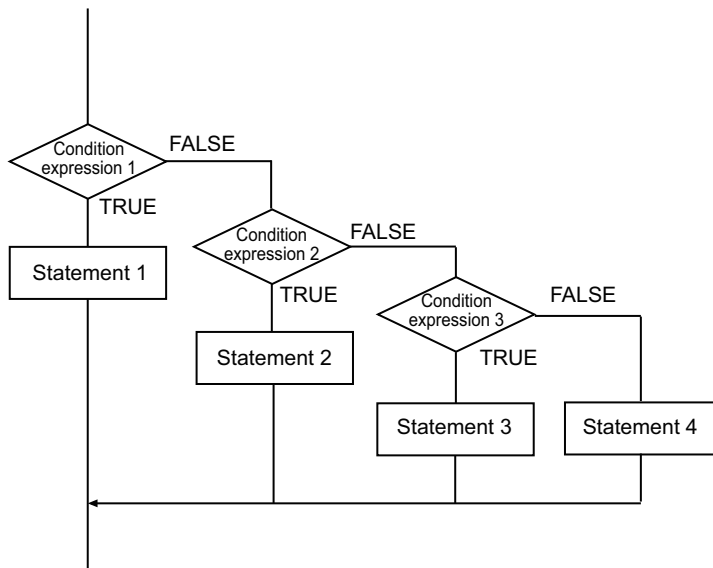 Condition
expression 1
FALSE
TRUE
Statement 1
Condition
expression 2
FALSE
TRUE
Statement 2
Condition
expression 3
FALSE
TRUE
Statement 3
Statement 4